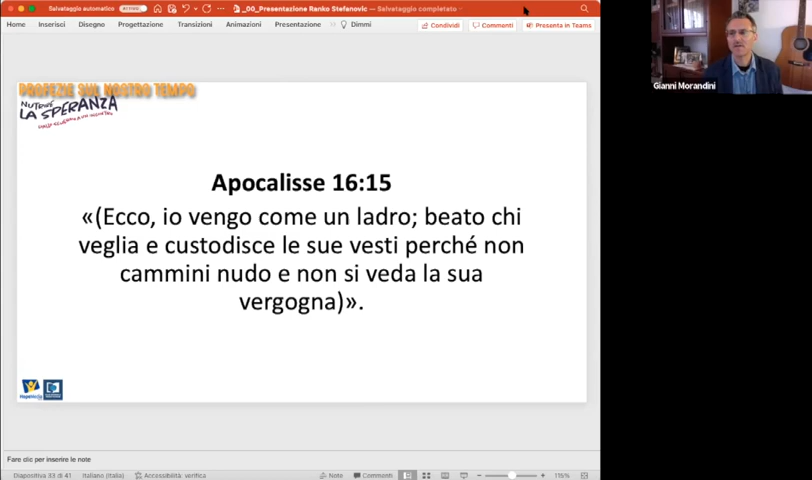 Salvataggio automatico
_0G_Presentazione Ranko Stefanovic — Salvataggio completato
Home Inserisci Disegno Progettazione Transizioni Animazioni Presentazione Dimmi
Condividi Commenti Presenta in Teams
Gianni Morandini
PROFEZIE SUL NOSTRO TEMPO
NUTRIRE
LA SPERANZA
Apocalisse 16:15
«(Ecco, io vengo come un ladro; beato chi
veglia e custodisce le sue vesti perché non
cammini nudo e non si veda la sua
vergogna)».
HopeMedia
Fare clic per inserire le note
Diapositiva 33 di 41 Italiano (Italia) Accessibilità: verifica Note Commenti 115%